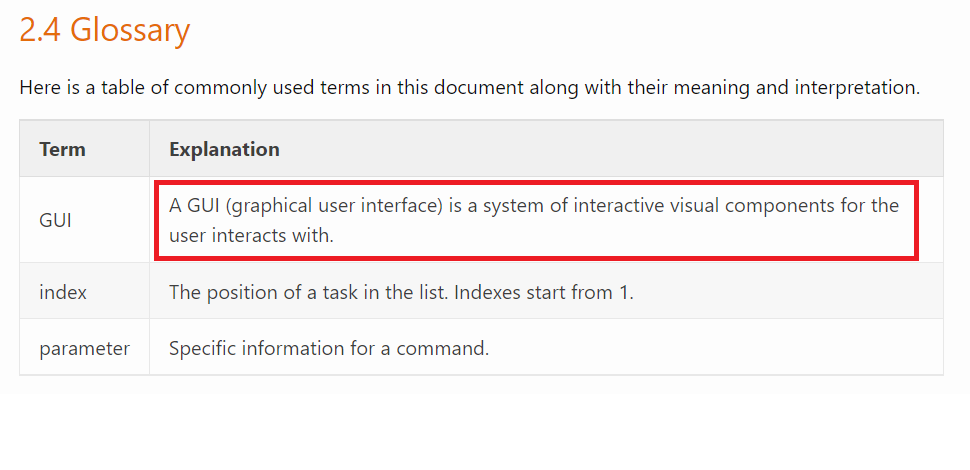 2.4 Glossary
Here is a table of commonly used terms in this document along with their meaning and interpretation.
Term Explanation
GUI A GUI (graphical user interface) is a system of interactive visual components for the
user interacts with.
index The position of a task in the list. Indexes start from 1.
parameter Specific information for a command.